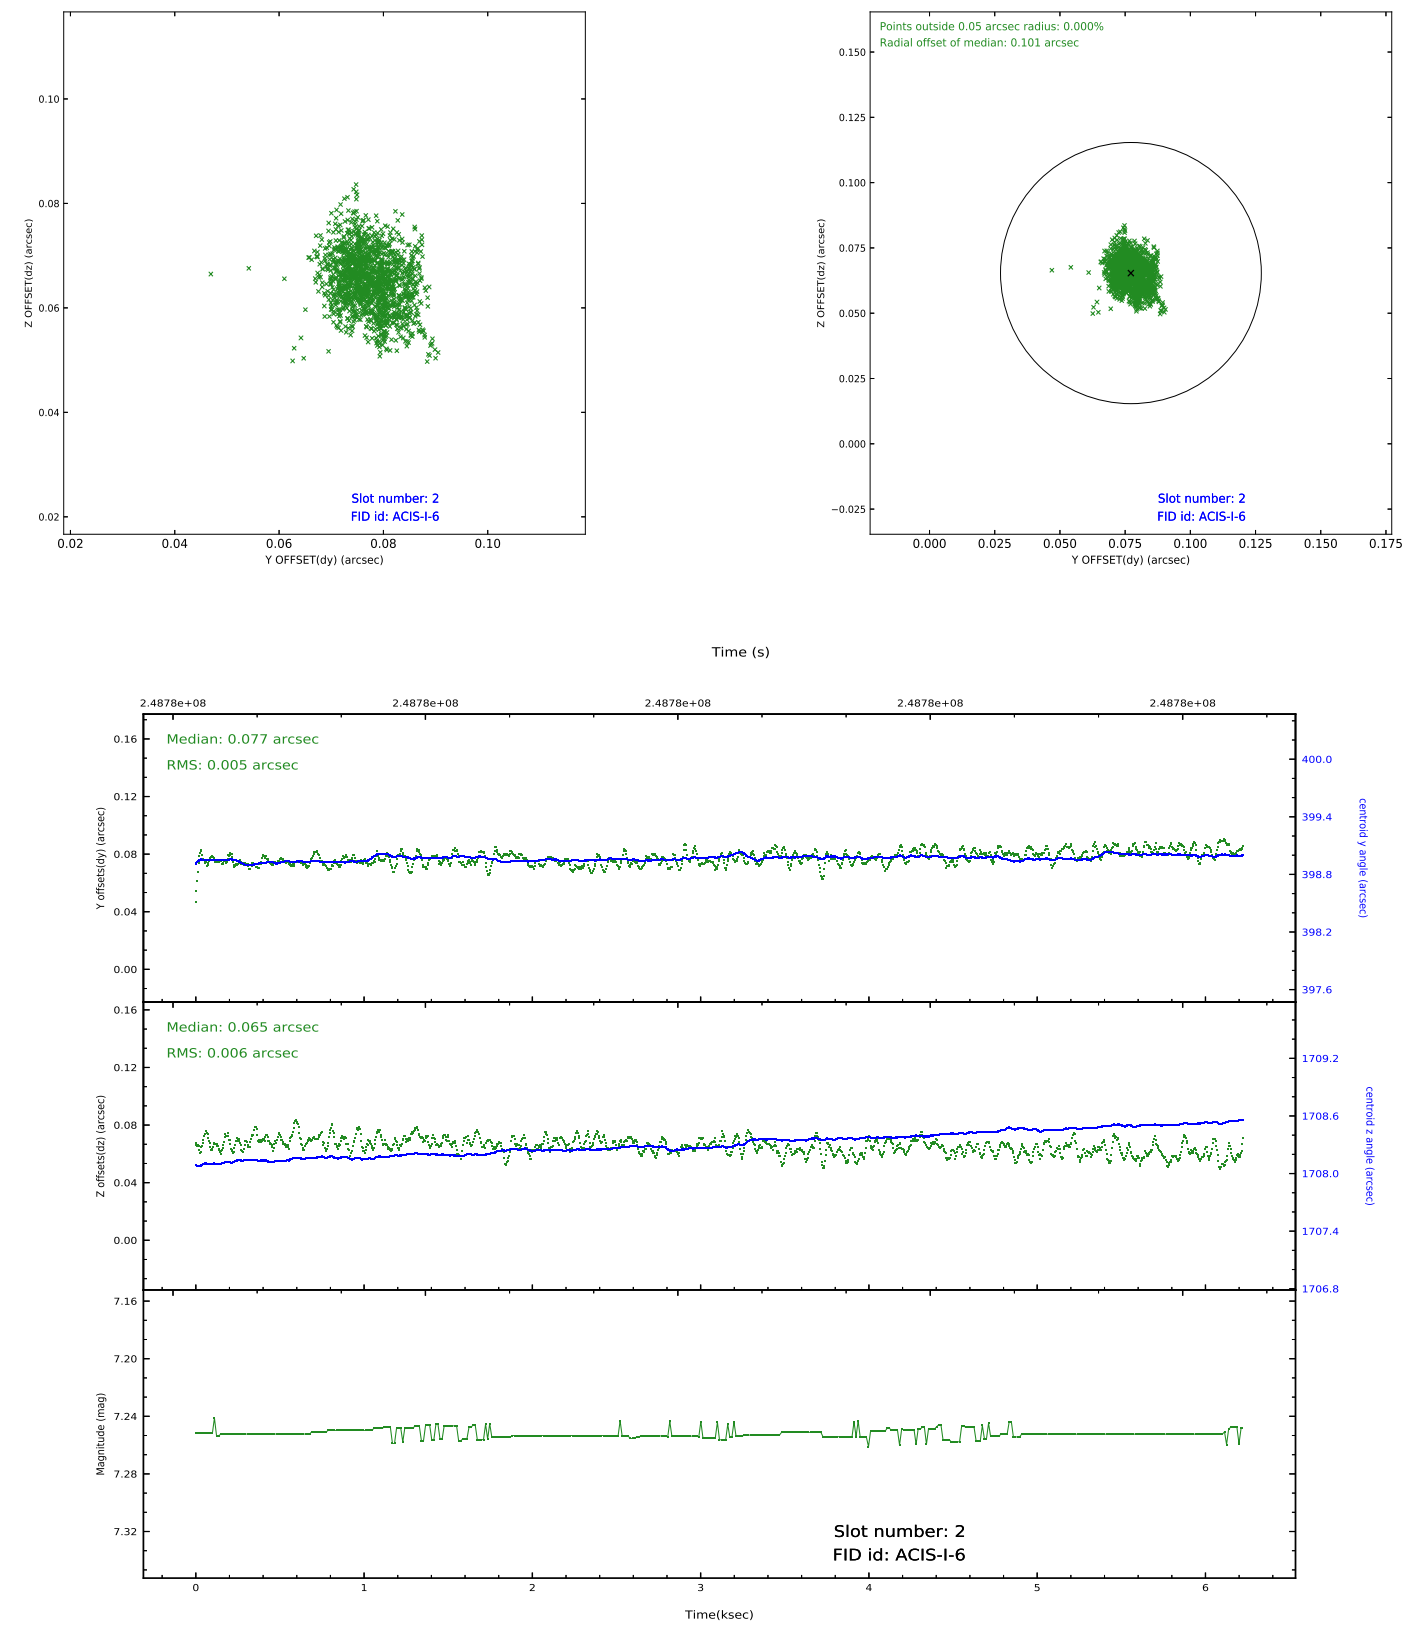 0.10
0.08
0.06
0.04
0.02
Z OFFSET(dz) (arcsec)
Slot number: 2
FID id: ACIS-I-6
0.02 0.04 0.06 0.08 0.10
Y OFFSET(dy) (arcsec)
Points outside 0.05 arcsec radius: 0.000%
Radial offset of median: 0.101 arcsec
0.150
0.125
0.100
0.075
0.050
0.025
0.000
−0.025
Z OFFSET(dz) (arcsec)
Slot number: 2
FID id: ACIS-I-6
0.000 0.025 0.050 0.075 0.100 0.125 0.150 0.175
Y OFFSET(dy) (arcsec)
Time (s)
2.4878e+08 2.4878e+08 2.4878e+08 2.4878e+08 2.4878e+08
Median: 0.077 arcsec
RMS: 0.005 arcsec
0.16
0.12
0.08
0.04
0.00
Y offsets(dy) (arcsec)
400.0
399.4
398.8
398.2
397.6
centroid y angle (arcsec)
Median: 0.065 arcsec
RMS: 0.006 arcsec
0.16
0.12
0.08
0.04
0.00
Z offsets(dz) (arcsec)
1709.2
1708.6
1708.0
1707.4
1706.8
centroid z angle (arcsec)
7.16
7.20
7.24
7.28
7.32
Magnitude (mag)
Slot number: 2
FID id: ACIS-I-6
0 1 2 3 4 5 6
Time(ksec)